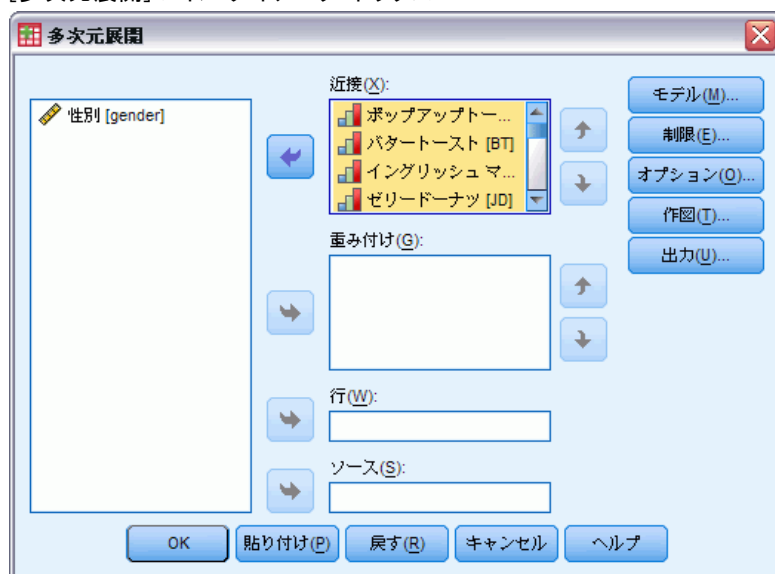 多次元展開
近接(X):
性別 [gender]
ポップアップトー...
バタートースト [BT]
イングリッシュ マ...
ゼリードーナツ [JD]
モデル(M)...
制限(E)...
オプション(O)...
作図(T)...
出力(U)...
重み付け(G):
行(W):
ソース(S):
OK
貼り付け(P)
戻す(R)
キャンセル
ヘルプ